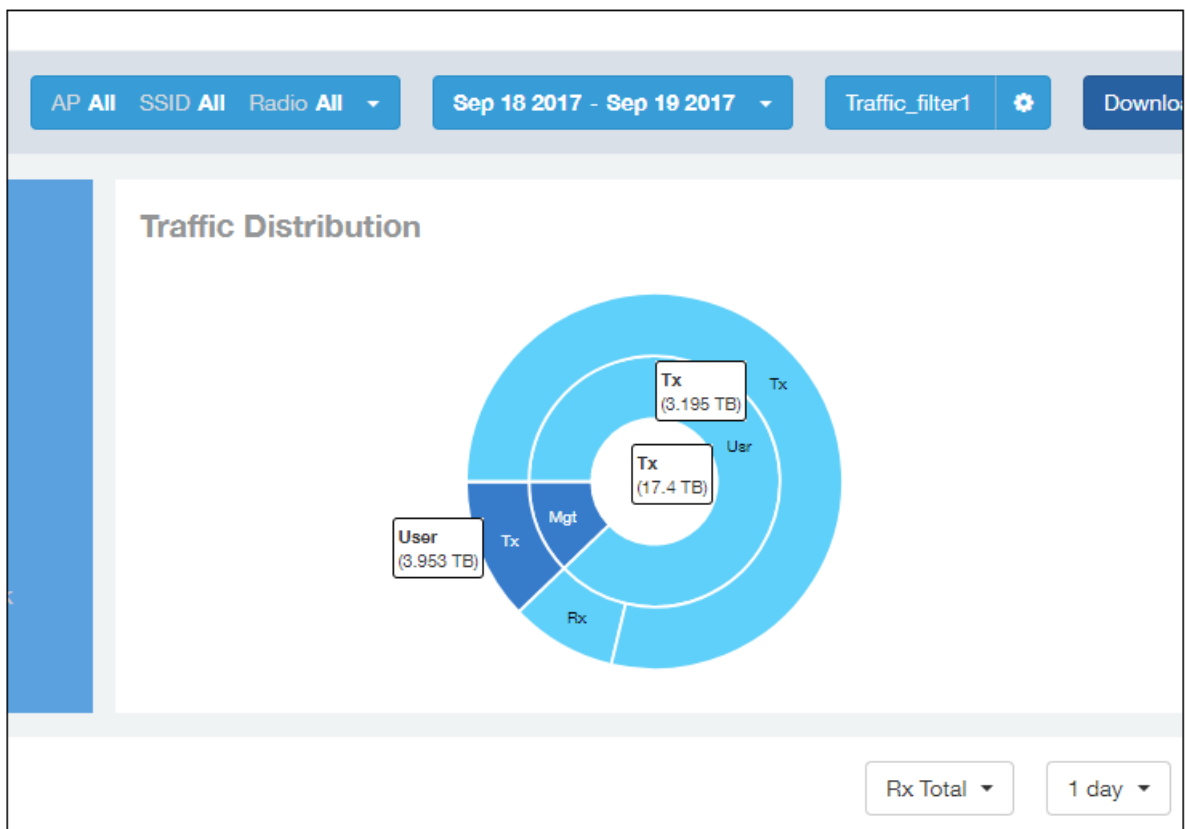 AP All SSID All Radio All
Sep 18 2017 - Sep 19 2017
Traffic_filter1
Downlo
Traffic Distribution
Tx
(3.195 TB)
Tx
Usr
Tx
(17.4 TB)
Mgt
User
(3.953 TB)
Tx
Rx
Rx Total
1 day